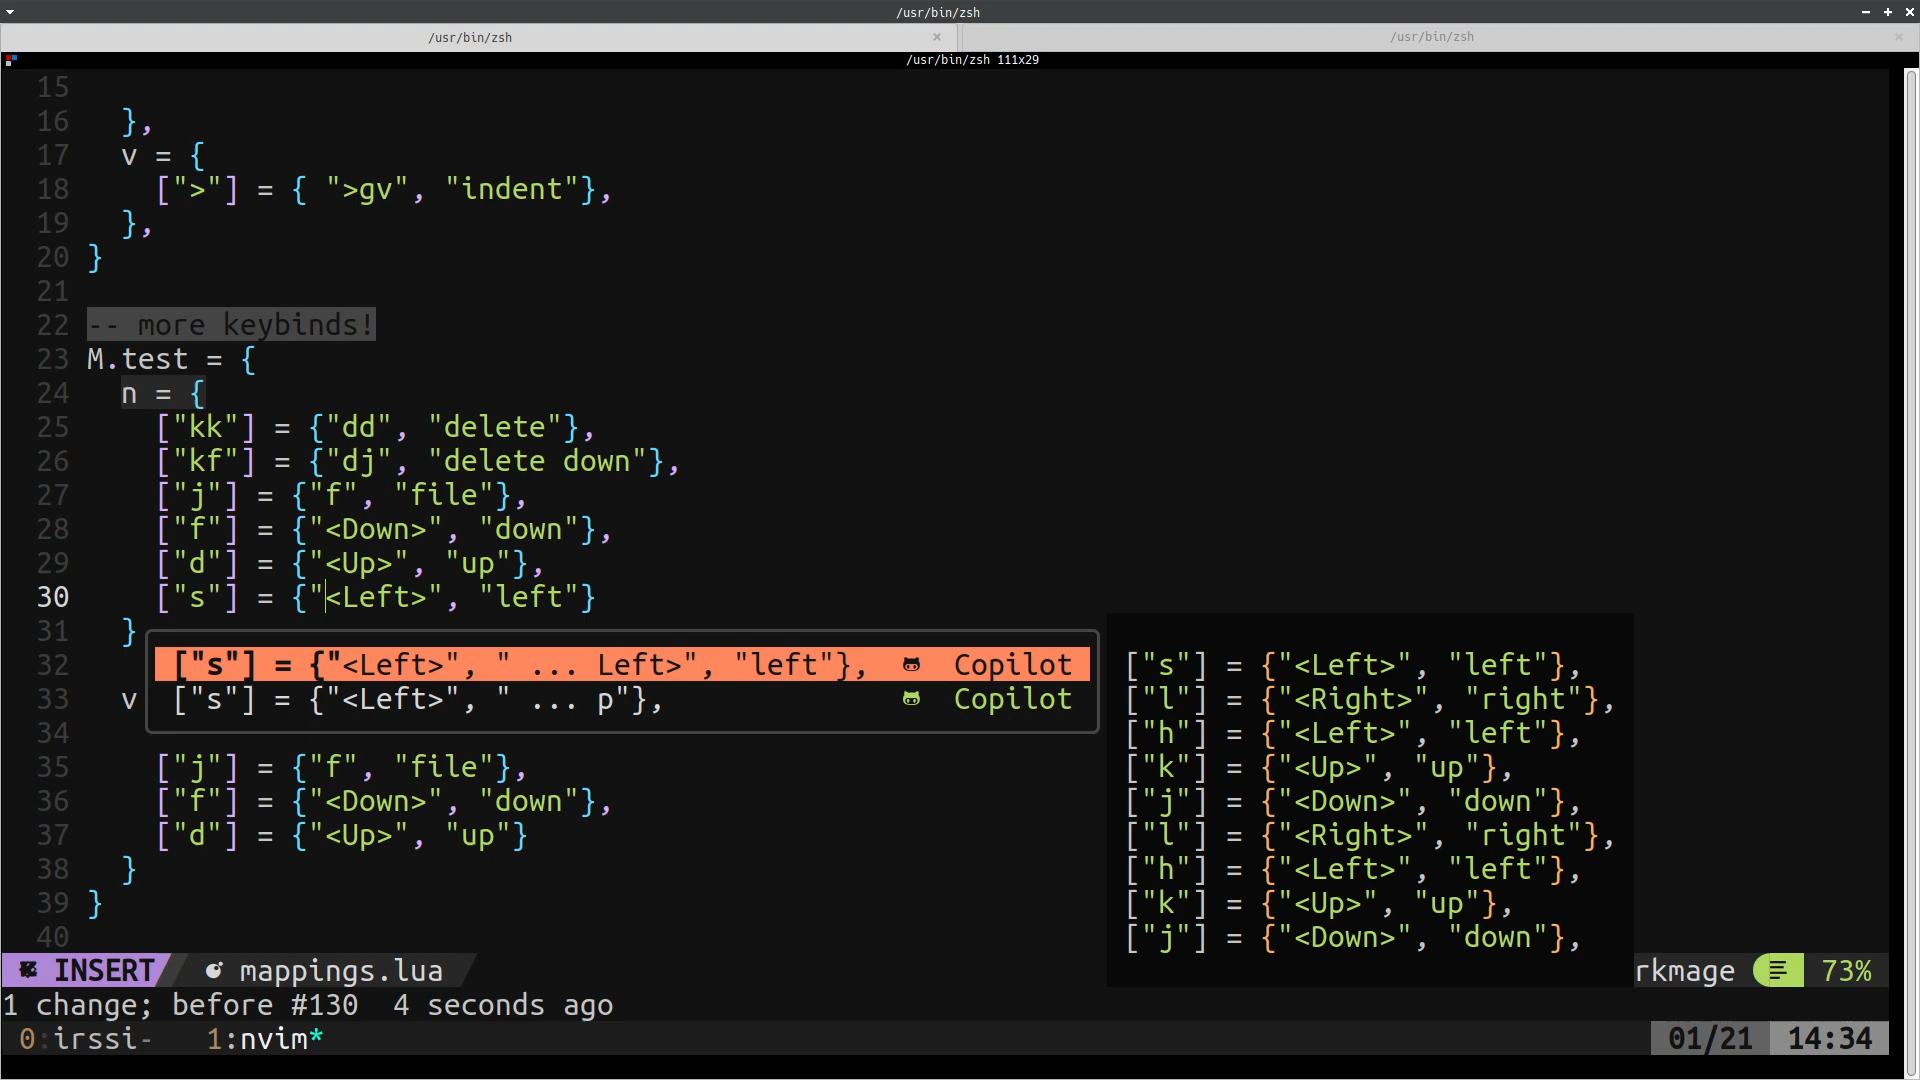 /usr/bin/zsh
/usr/bin/zsh × /usr/bin/zsh ×
/usr/bin/zsh 111x29
15
16 },
17 v = {
18 [">"] = { ">gv", "indent"},
19 },
20 }
21
22 -- more keybinds!
23 M.test = {
24 n = {
25 ["kk"] = {"dd", "delete"},
26 ["kf"] = {"dj", "delete down"},
27 ["j"] = {"f", "file"},
28 ["f"] = {"<Down>", "down"},
29 ["d"] = {"<Up>", "up"},
30 ["s"] = {"<Left>", "left"}
31 }
32
33 v
34
35 ["j"] = {"f", "file"},
36 ["f"] = {"<Down>", "down"},
37 ["d"] = {"<Up>", "up"}
38 }
39 }
40
["s"] = {"<Left>", " ... Left>", "left"}, Copilot
["s"] = {"<Left>", " ... p"}, Copilot
["s"] = {"<Left>", "left"},
["l"] = {"<Right>", "right"},
["h"] = {"<Left>", "left"},
["k"] = {"<Up>", "up"},
["j"] = {"<Down>", "down"},
["l"] = {"<Right>", "right"},
["h"] = {"<Left>", "left"},
["k"] = {"<Up>", "up"},
["j"] = {"<Down>", "down"},
INSERT mappings.lua rkmage 73%
1 change; before #130 4 seconds ago
0:irssi- 1:nvim* 01/21 14:34